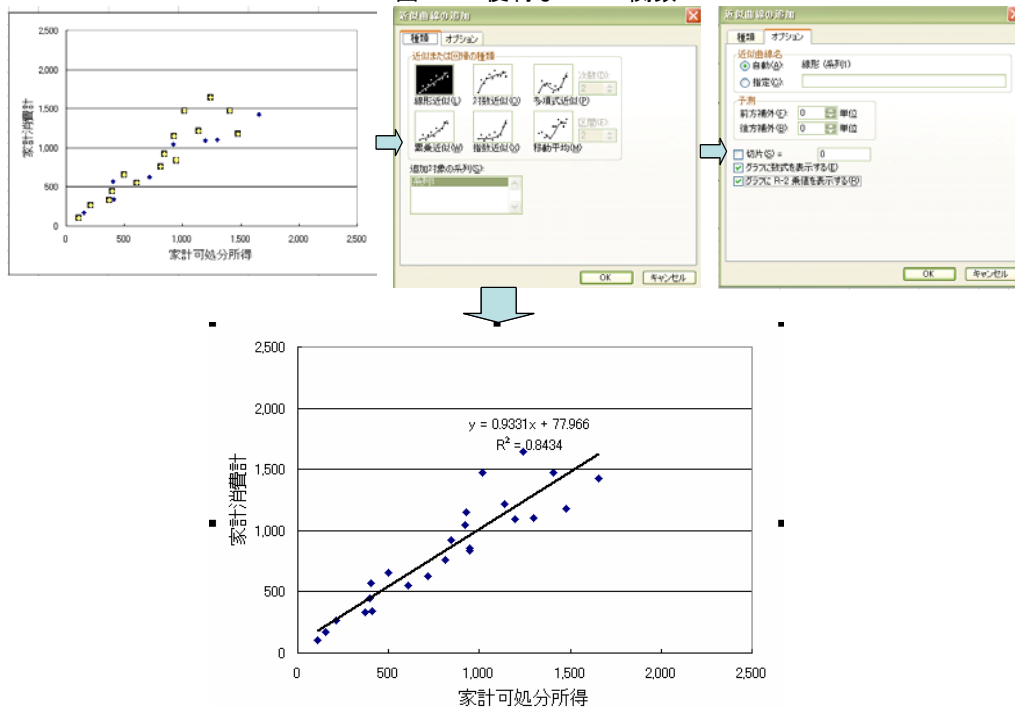 近似曲線の追加
種類 オプション
近似または回帰の種類
線形近似(L) 対数近似(O) 多項式近似(P)
次数(D):
2
累乗近似(W) 指数近似(X) 移動平均(M)
区間(E):
2
追加対象の系列(S):
系列1
OK キャンセル
近似曲線の追加
種類 オプション
近似曲線名
自動(A): 線形 (系列1)
指定(C):
予測
前方補外(F): 0 単位
後方補外(B): 0 単位
切片(S) = 0
グラフに数式を表示する(E)
グラフに R-2 乗値を表示する(R)
OK キャンセル
2,500
2,000
1,500
1,000
500
0
0 500 1,000 1,500 2,000 2,500
家計消費計
家計可処分所得
2,500
2,000
1,500
1,000
500
0
y = 0.9331x + 77.966
R² = 0.8434
家計消費計
0 500 1,000 1,500 2,000 2,500
家計可処分所得